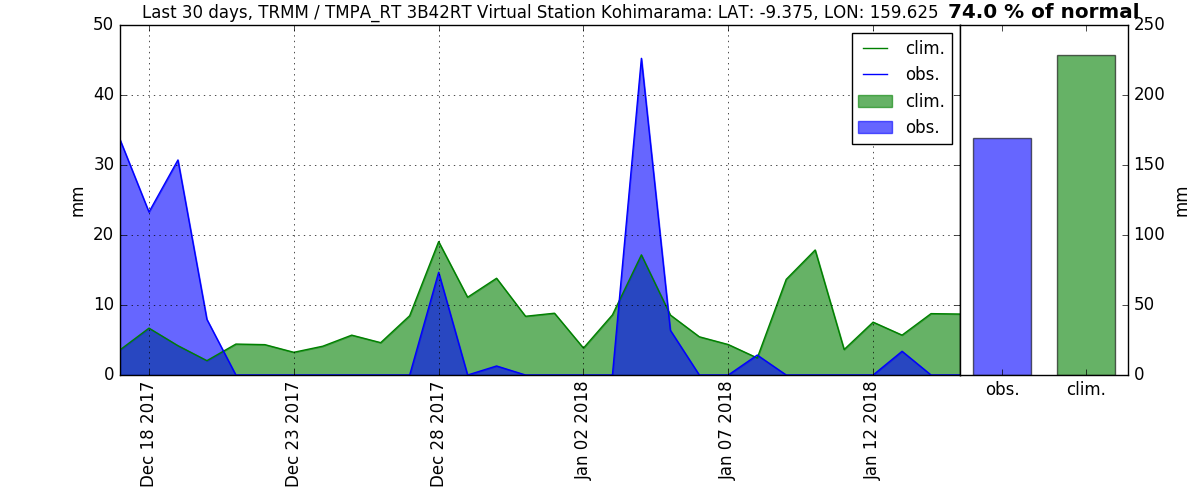 Last 30 days, TRMM / TMPA_RT 3B42RT Virtual Station Kohimarama: LAT: -9.375, LON: 159.625
74.0 % of normal
50
40
30
20
10
0
mm
clim.
obs.
clim.
obs.
250
200
150
100
50
0
mm
Dec 18 2017
Dec 23 2017
Dec 28 2017
Jan 02 2018
Jan 07 2018
Jan 12 2018
obs.
clim.